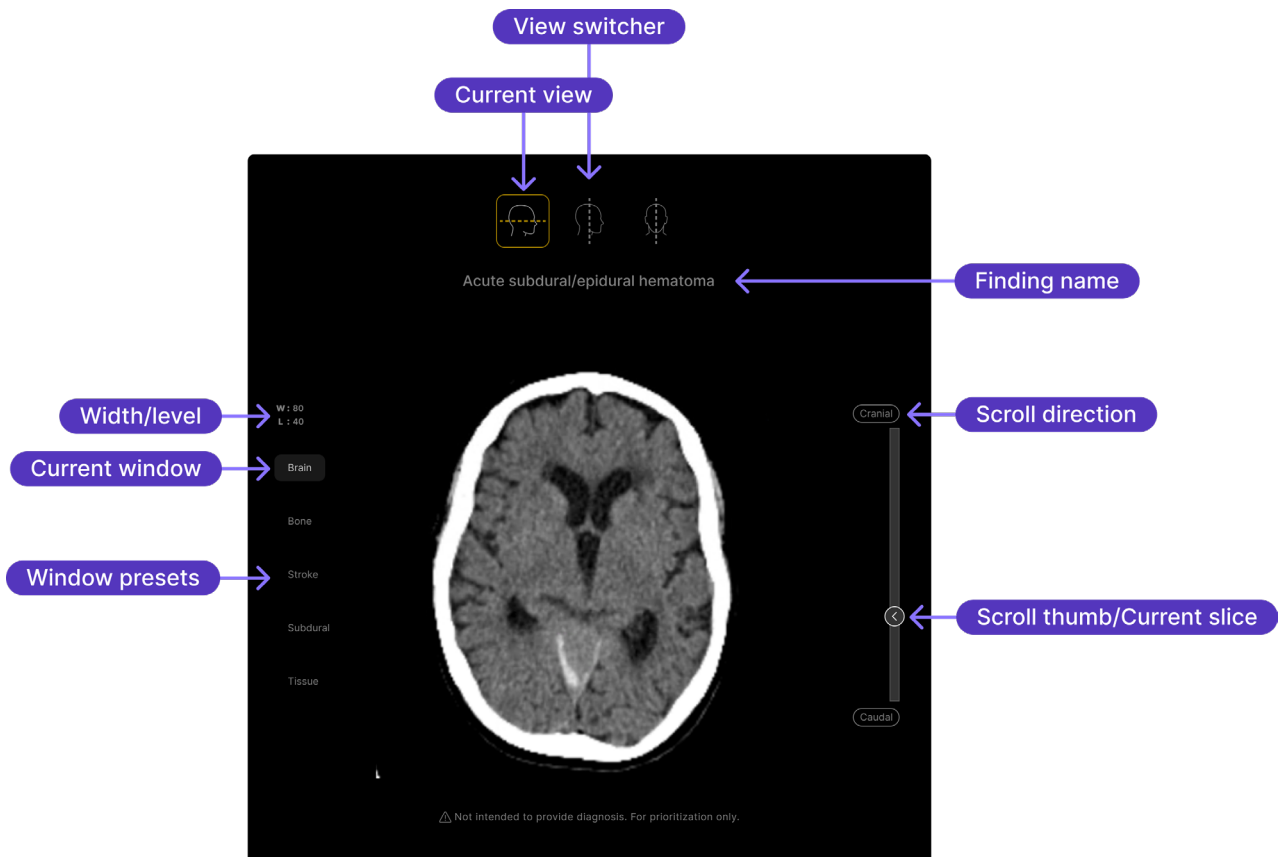 View switcher
Current view
Acute subdural/epidural hematoma
Finding name
Width/level
W : 80
L : 40
Cranial
Scroll direction
Current window
Brain
Bone
Window presets
Stroke
Subdural
Tissue
Scroll thumb/Current slice
Caudal
Not intended to provide diagnosis. For prioritization only.